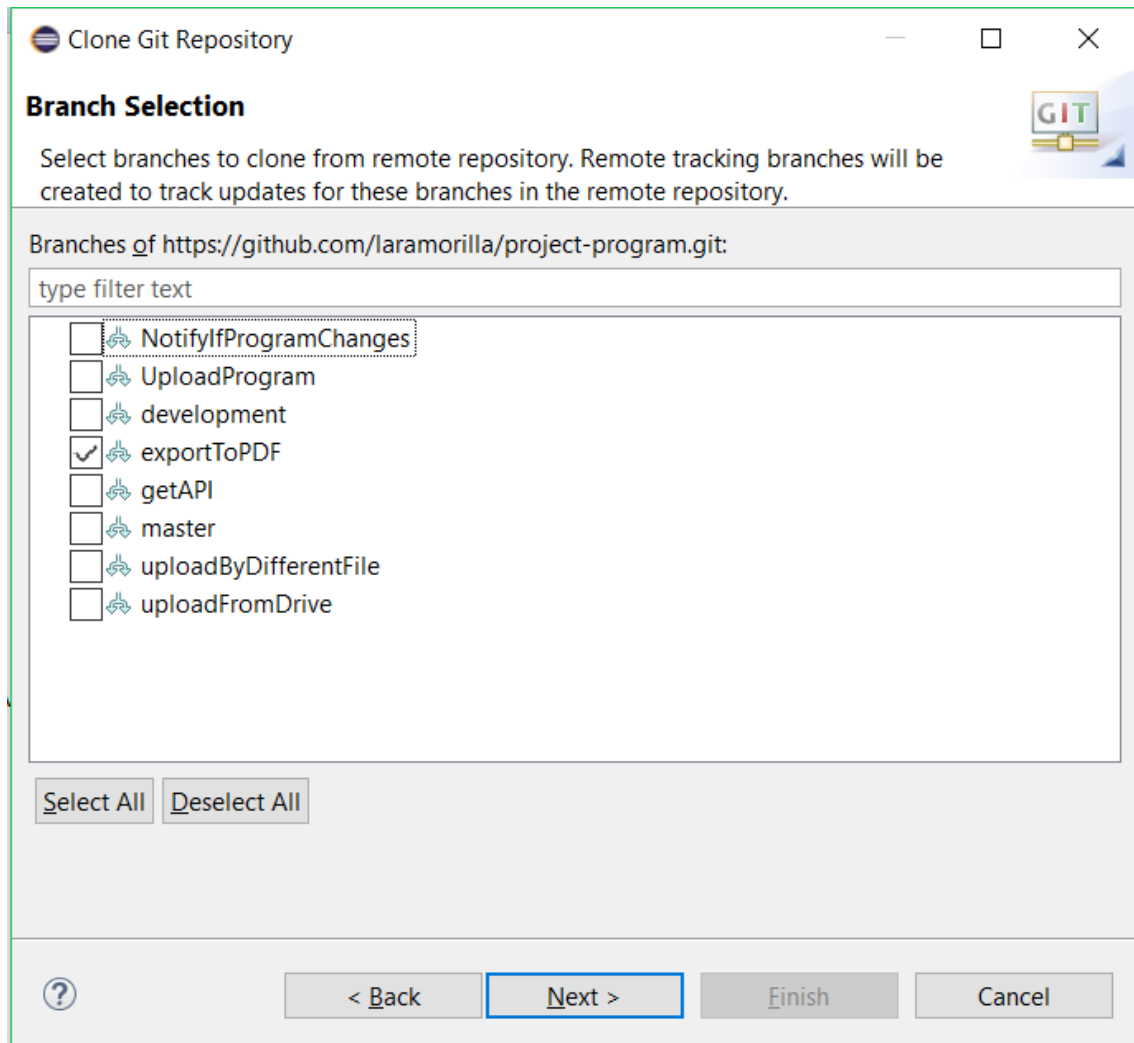 Clone Git Repository
Branch Selection
GIT
Select branches to clone from remote repository. Remote tracking branches will be
created to track updates for these branches in the remote repository.
Branches of https://github.com/laramorilla/project-program.git:
type filter text
NotifyIfProgramChanges
UploadProgram
development
exportToPDF
getAPI
master
uploadByDifferentFile
uploadFromDrive
Select All Deselect All
? < Back Next > Finish Cancel